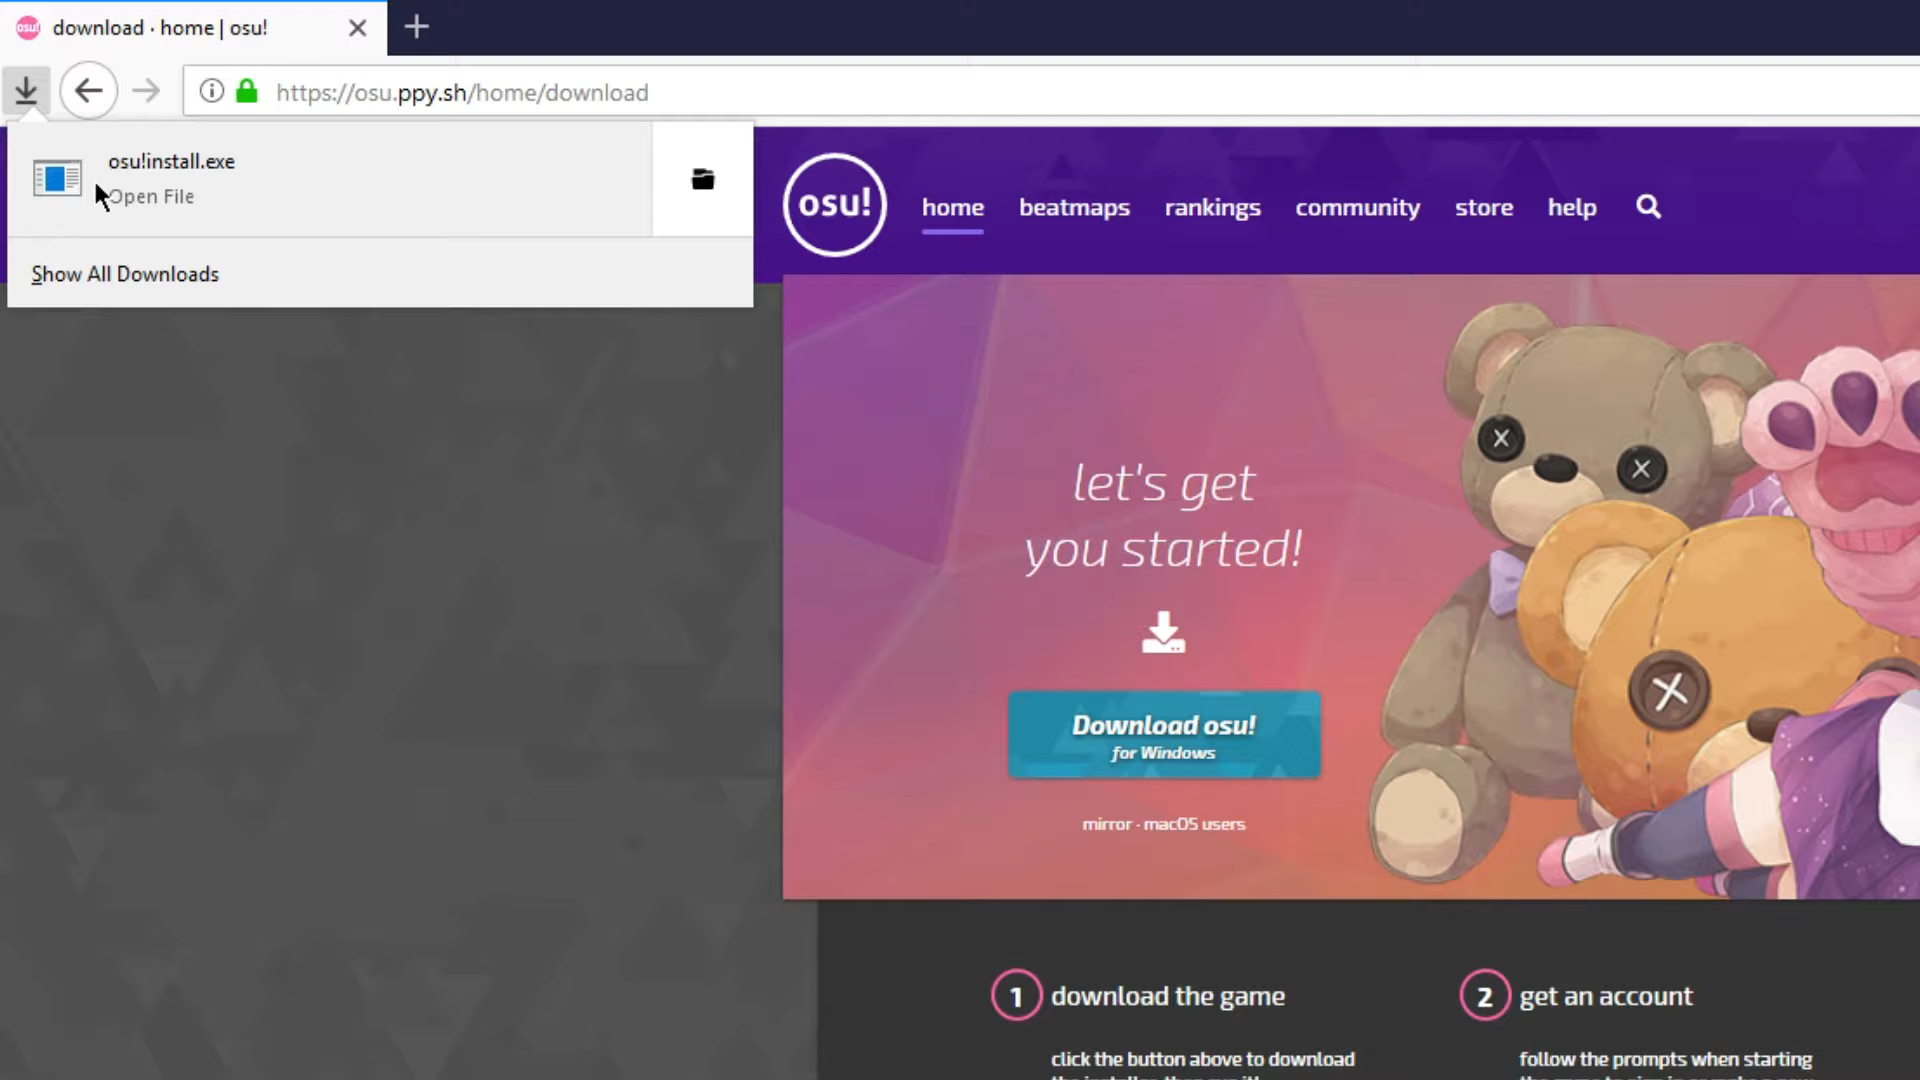 osu!
download · home | osu!
https://osu.ppy.sh/home/download
osu!install.exe
Open File
Show All Downloads
osu!
home
beatmaps
rankings
community
store
help
let's get
you started!
Download osu!
for Windows
mirror · macOS users
1
download the game
click the button above to download
2
get an account
follow the prompts when starting